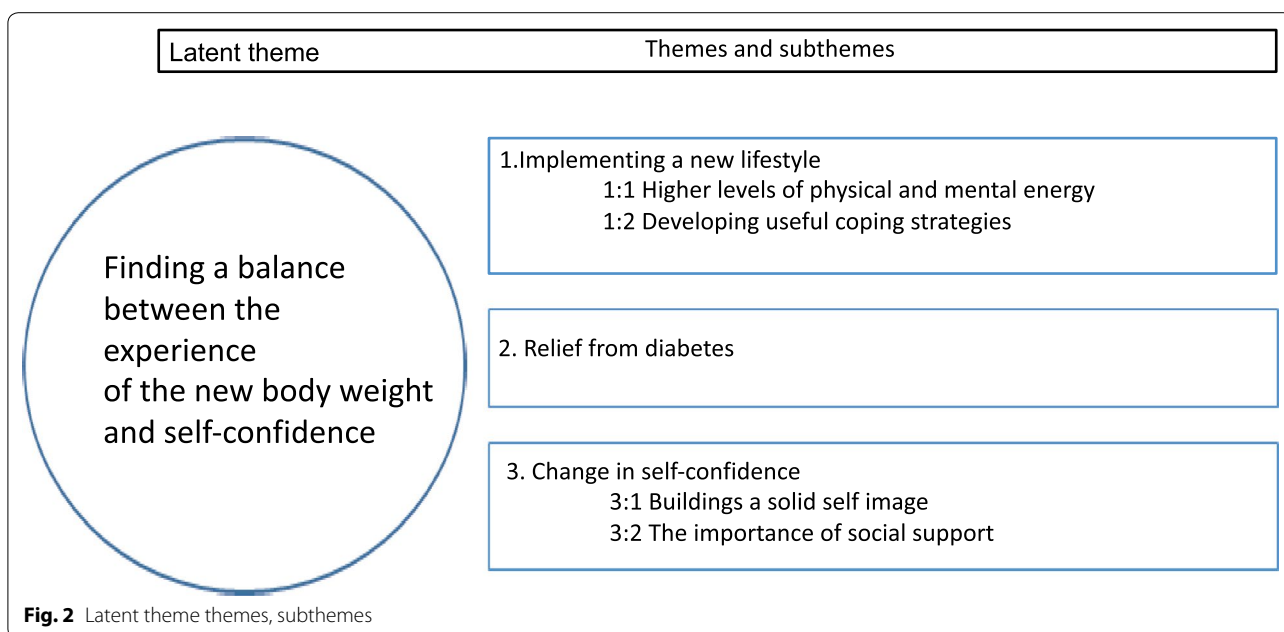 Latent theme
Themes and subthemes
Finding a balance
between the
experience
of the new body weight
and self-confidence
1.Implementing a new lifestyle
1:1 Higher levels of physical and mental energy
1:2 Developing useful coping strategies
2. Relief from diabetes
3. Change in self-confidence
3:1 Buildings a solid self image
3:2 The importance of social support
Fig. 2 Latent theme themes, subthemes